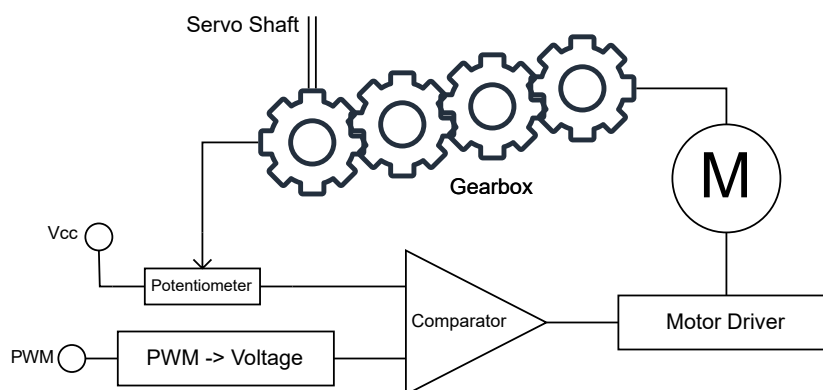 Servo Shaft
M
Gearbox
Vcc
Potentiometer
Comparator
Motor Driver
PWM
PWM -> Voltage